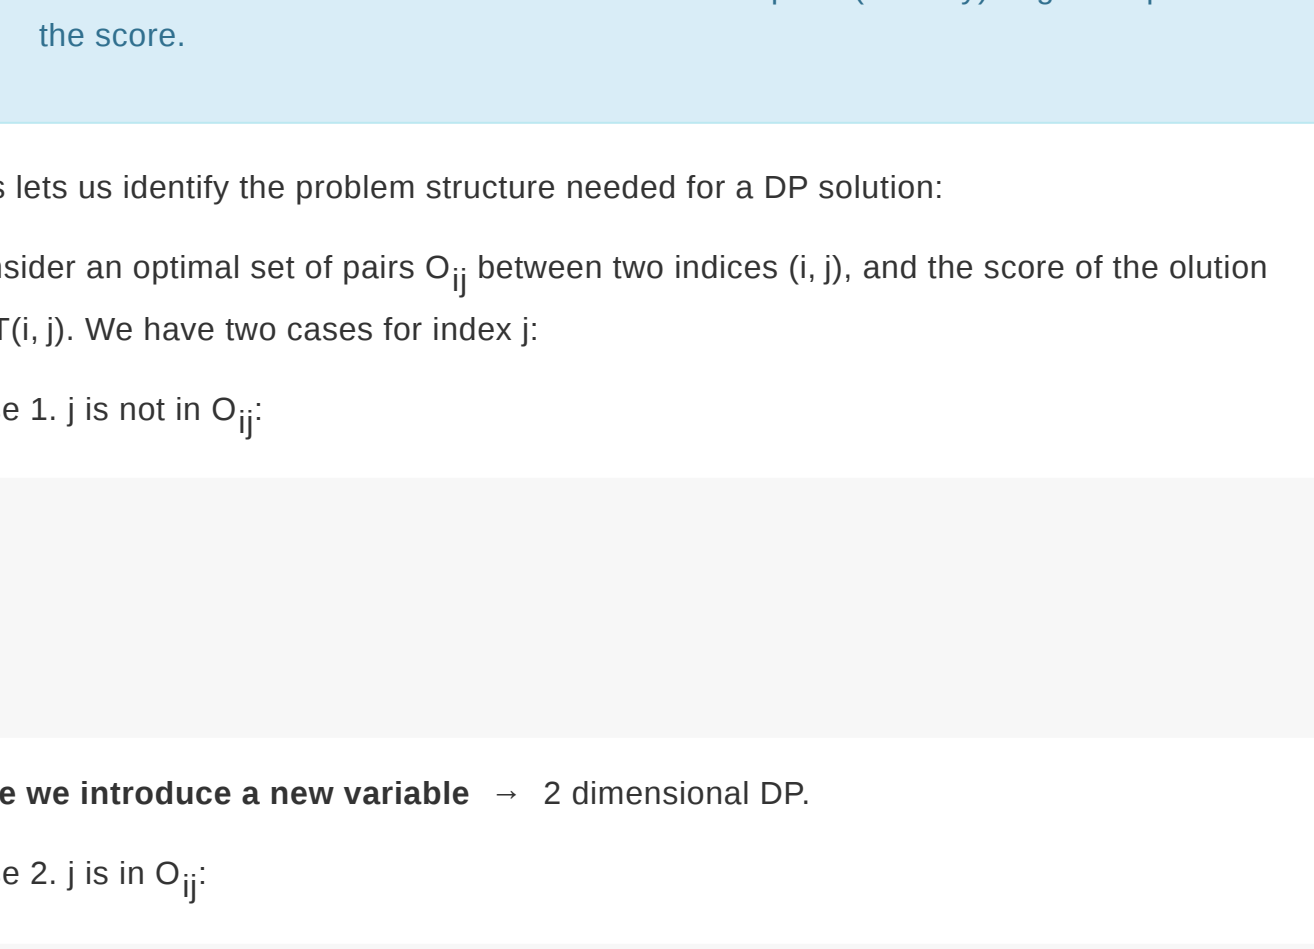 the score.
s lets us identify the problem structure needed for a DP solution:
nsider an optimal set of pairs Oij between two indices (i, j), and the score of the olution
T(i, j). We have two cases for index j:
e 1. j is not in Oij:
e we introduce a new variable → 2 dimensional DP.
e 2. j is in Oij: